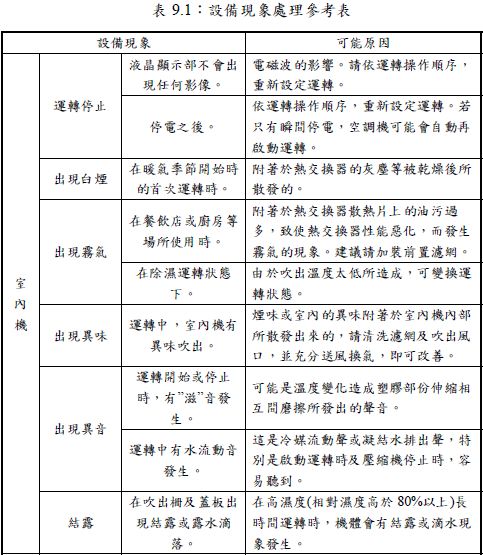 表 9.1：設備現象處理參考表
設備現象
可能原因
室
內
機
運轉停止
液晶顯示部不會出
現任何影像。
電磁波的影響。請依運轉操作順序，
重新設定運轉。
停電之後。
依運轉操作順序，重新設定運轉。若
只有瞬間停電，空調機可能會自動再
啟動運轉。
出現白煙
在暖氣季節開始時
的首次運轉時。
附著於熱交換器的灰塵等被乾燥後所
散發的。
出現霧氣
在餐飲店或廚房等
場所使用時。
附著於熱交換器散熱片上的油污過
多，致使熱交換器性能惡化，而發生
霧氣的現象。建議請加裝前置濾網。
在除濕運轉狀態
下。
由於吹出溫度太低所造成，可變換運
轉狀態。
出現異味
運轉中，室內機有
異味吹出。
煙味或室內的異味附著於室內機內部
所散發出來的，請清洗濾網及吹出風
口，並充分送風換氣，即可改善。
出現異音
運轉開始或停止
時，有”滋”音發
生。
可能是溫度變化造成塑膠部份伸縮相
互間磨擦所發出的聲音。
運轉中有水流動音
發生。
這是冷媒流動聲或凝結水排出聲，特
別是啟動運轉時及壓縮機停止時，容
易聽到。
結露
在吹出柵及蓋板出
現結露或露水滴
落。
在高濕度(相對濕度高於 80%以上)長
時間運轉時，機體會有結露或滴水現
象發生。